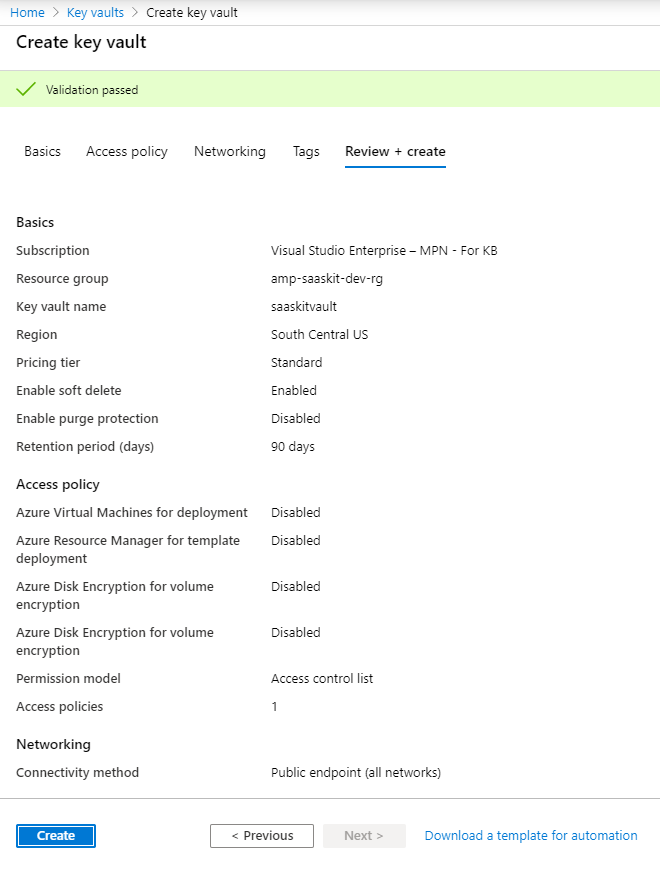 Home > Key vaults > Create key vault
Create key vault
Validation passed
Basics Access policy Networking Tags Review + create
Basics
Subscription Visual Studio Enterprise – MPN - For KB
Resource group amp-saaskit-dev-rg
Key vault name saaskitvault
Region South Central US
Pricing tier Standard
Enable soft delete Enabled
Enable purge protection Disabled
Retention period (days) 90 days
Access policy
Azure Virtual Machines for deployment Disabled
Azure Resource Manager for template Disabled
deployment
Azure Disk Encryption for volume Disabled
encryption
Azure Disk Encryption for volume Disabled
encryption
Permission model Access control list
Access policies 1
Networking
Connectivity method Public endpoint (all networks)
Create < Previous Next > Download a template for automation